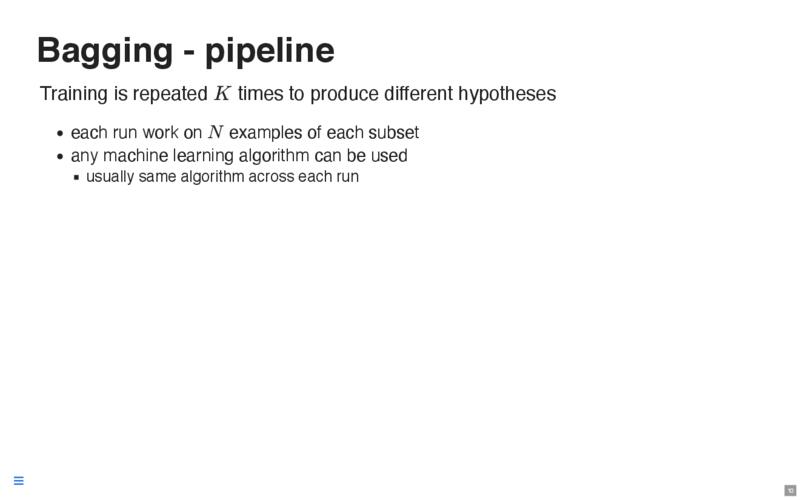 Bagging - pipeline
Training is repeated K times to produce different hypotheses
• each run work on N examples of each subset
• any machine learning algorithm can be used
▪ usually same algorithm across each run
10